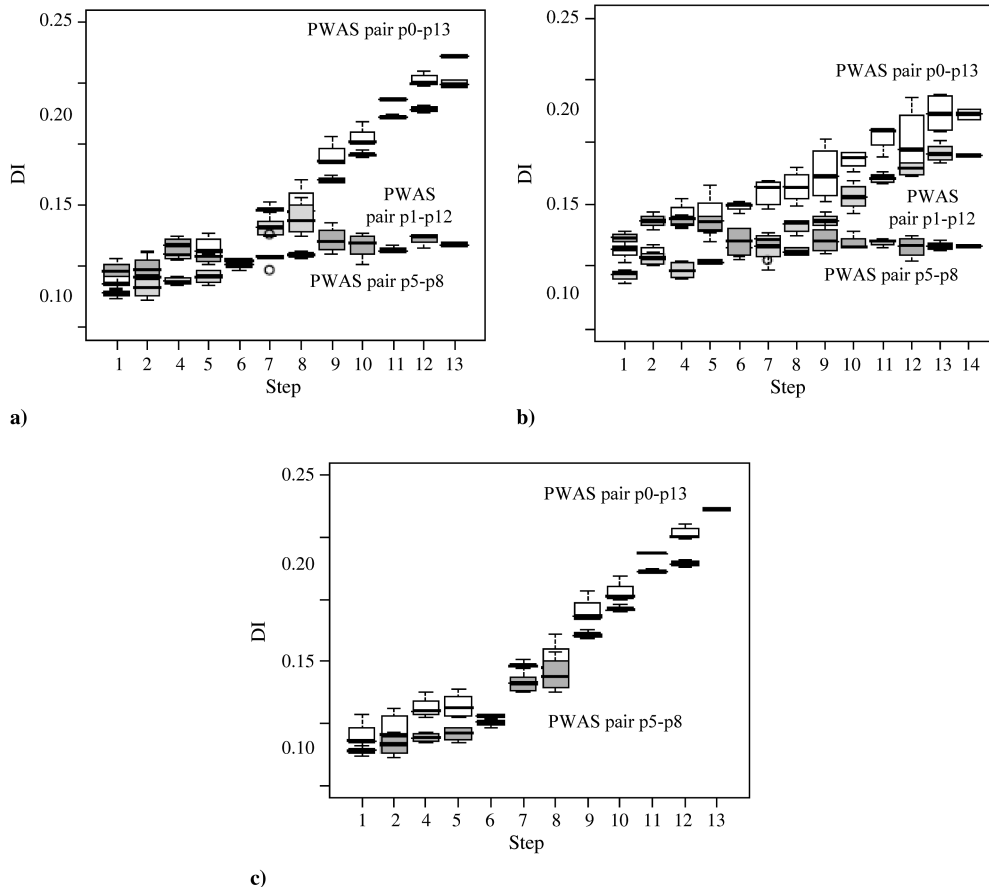 0.25
0.20
0.15
0.10
DI
PWAS pair p0-p13
PWAS
pair p1-p12
PWAS pair p5-p8
1 2 4 5 6 7 8 9 10 11 12 13
Step
a)
0.25
0.20
0.15
0.10
DI
PWAS pair p0-p13
PWAS
pair p1-p12
PWAS pair p5-p8
1 2 4 5 6 7 8 9 10 11 12 13 14
Step
b)
0.25
0.20
0.15
0.10
DI
PWAS pair p0-p13
PWAS pair p5-p8
1 2 4 5 6 7 8 9 10 11 12 13
Step
c)